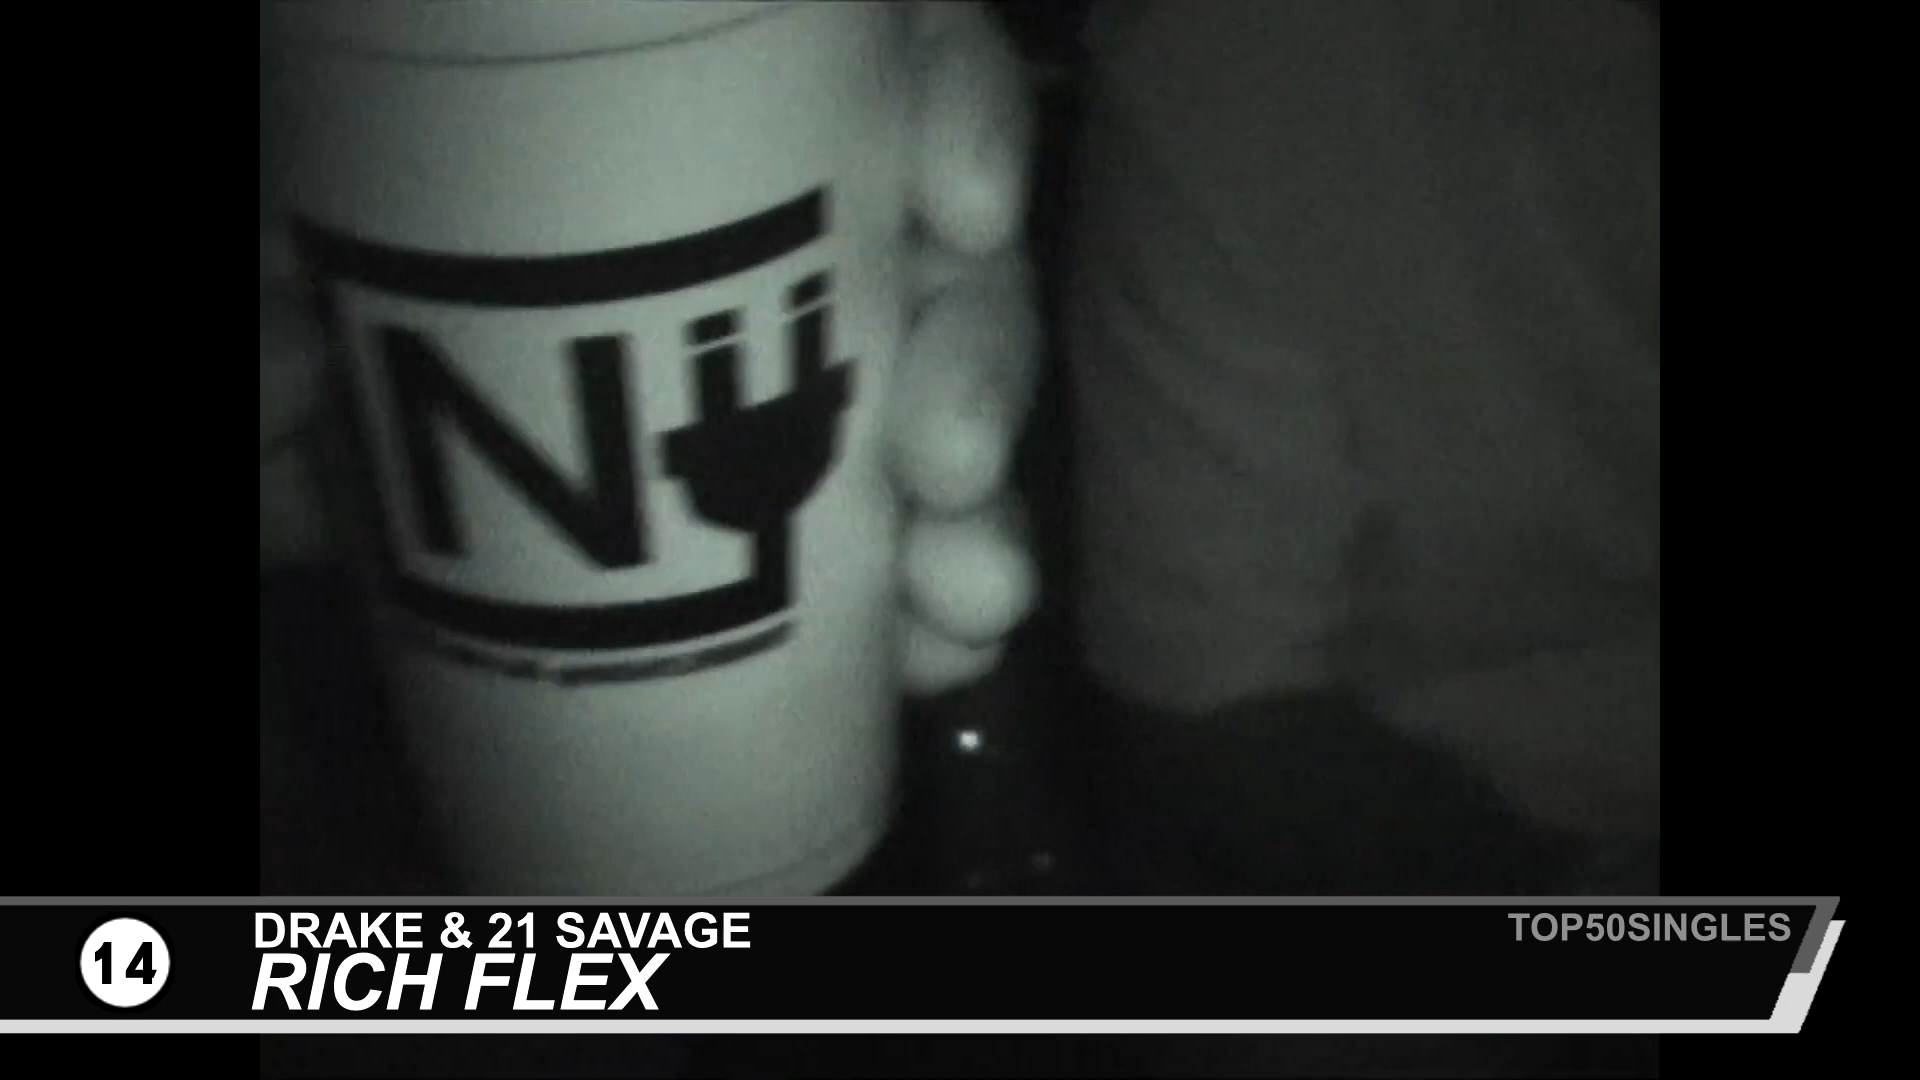 N
14
DRAKE & 21 SAVAGE
RICH FLEX
TOP50SINGLES